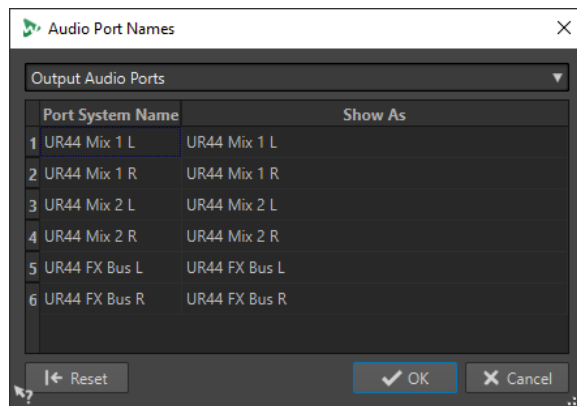 Audio Port Names
Output Audio Ports
Port System Name Show As
1 UR44 Mix 1 L UR44 Mix 1 L
2 UR44 Mix 1 R UR44 Mix 1 R
3 UR44 Mix 2 L UR44 Mix 2 L
4 UR44 Mix 2 R UR44 Mix 2 R
5 UR44 FX Bus L UR44 FX Bus L
6 UR44 FX Bus R UR44 FX Bus R
Reset OK Cancel
?